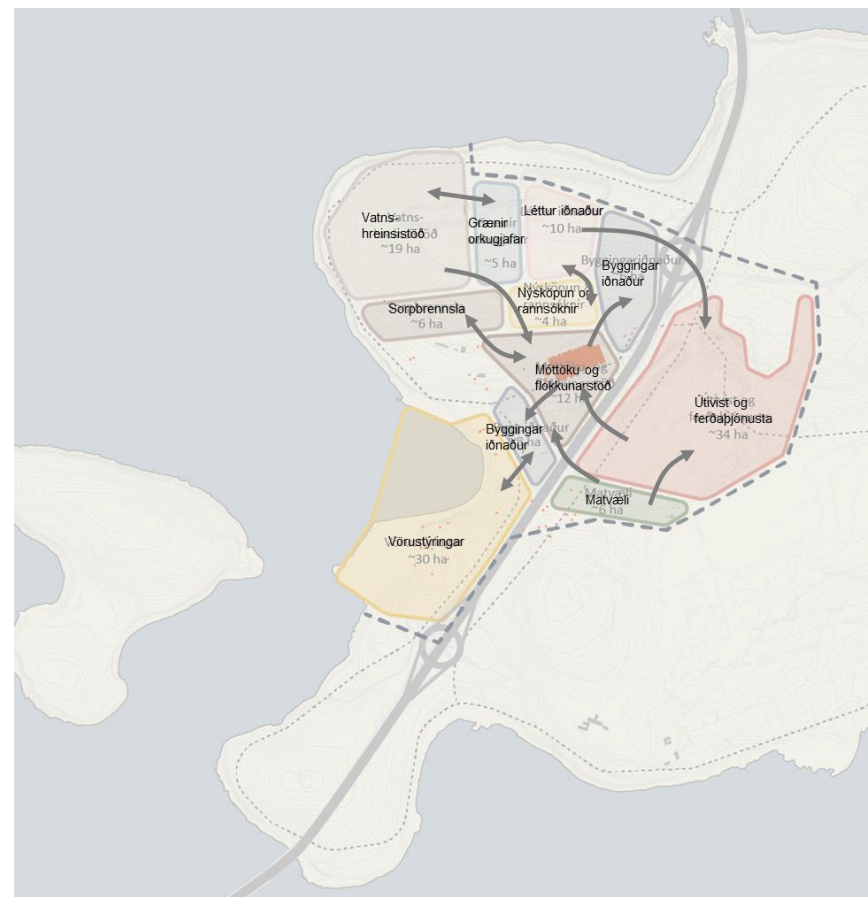 Vatns-
hreinsistöð
~19 ha
Grænir
orkugjafar
~5 ha
Léttur iðnaður
~10 ha
Byggingar
iðnaður
Sorpbrennsla
~6 ha
Nýsköpun og
rannsóknir
~4 ha
Móttöku og
flokkunarstöð
~12 ha
Útivist og
ferðaþjónusta
~34 ha
Byggingar
iðnaður
Matvæli
~6 ha
Vörustýringar
~30 ha